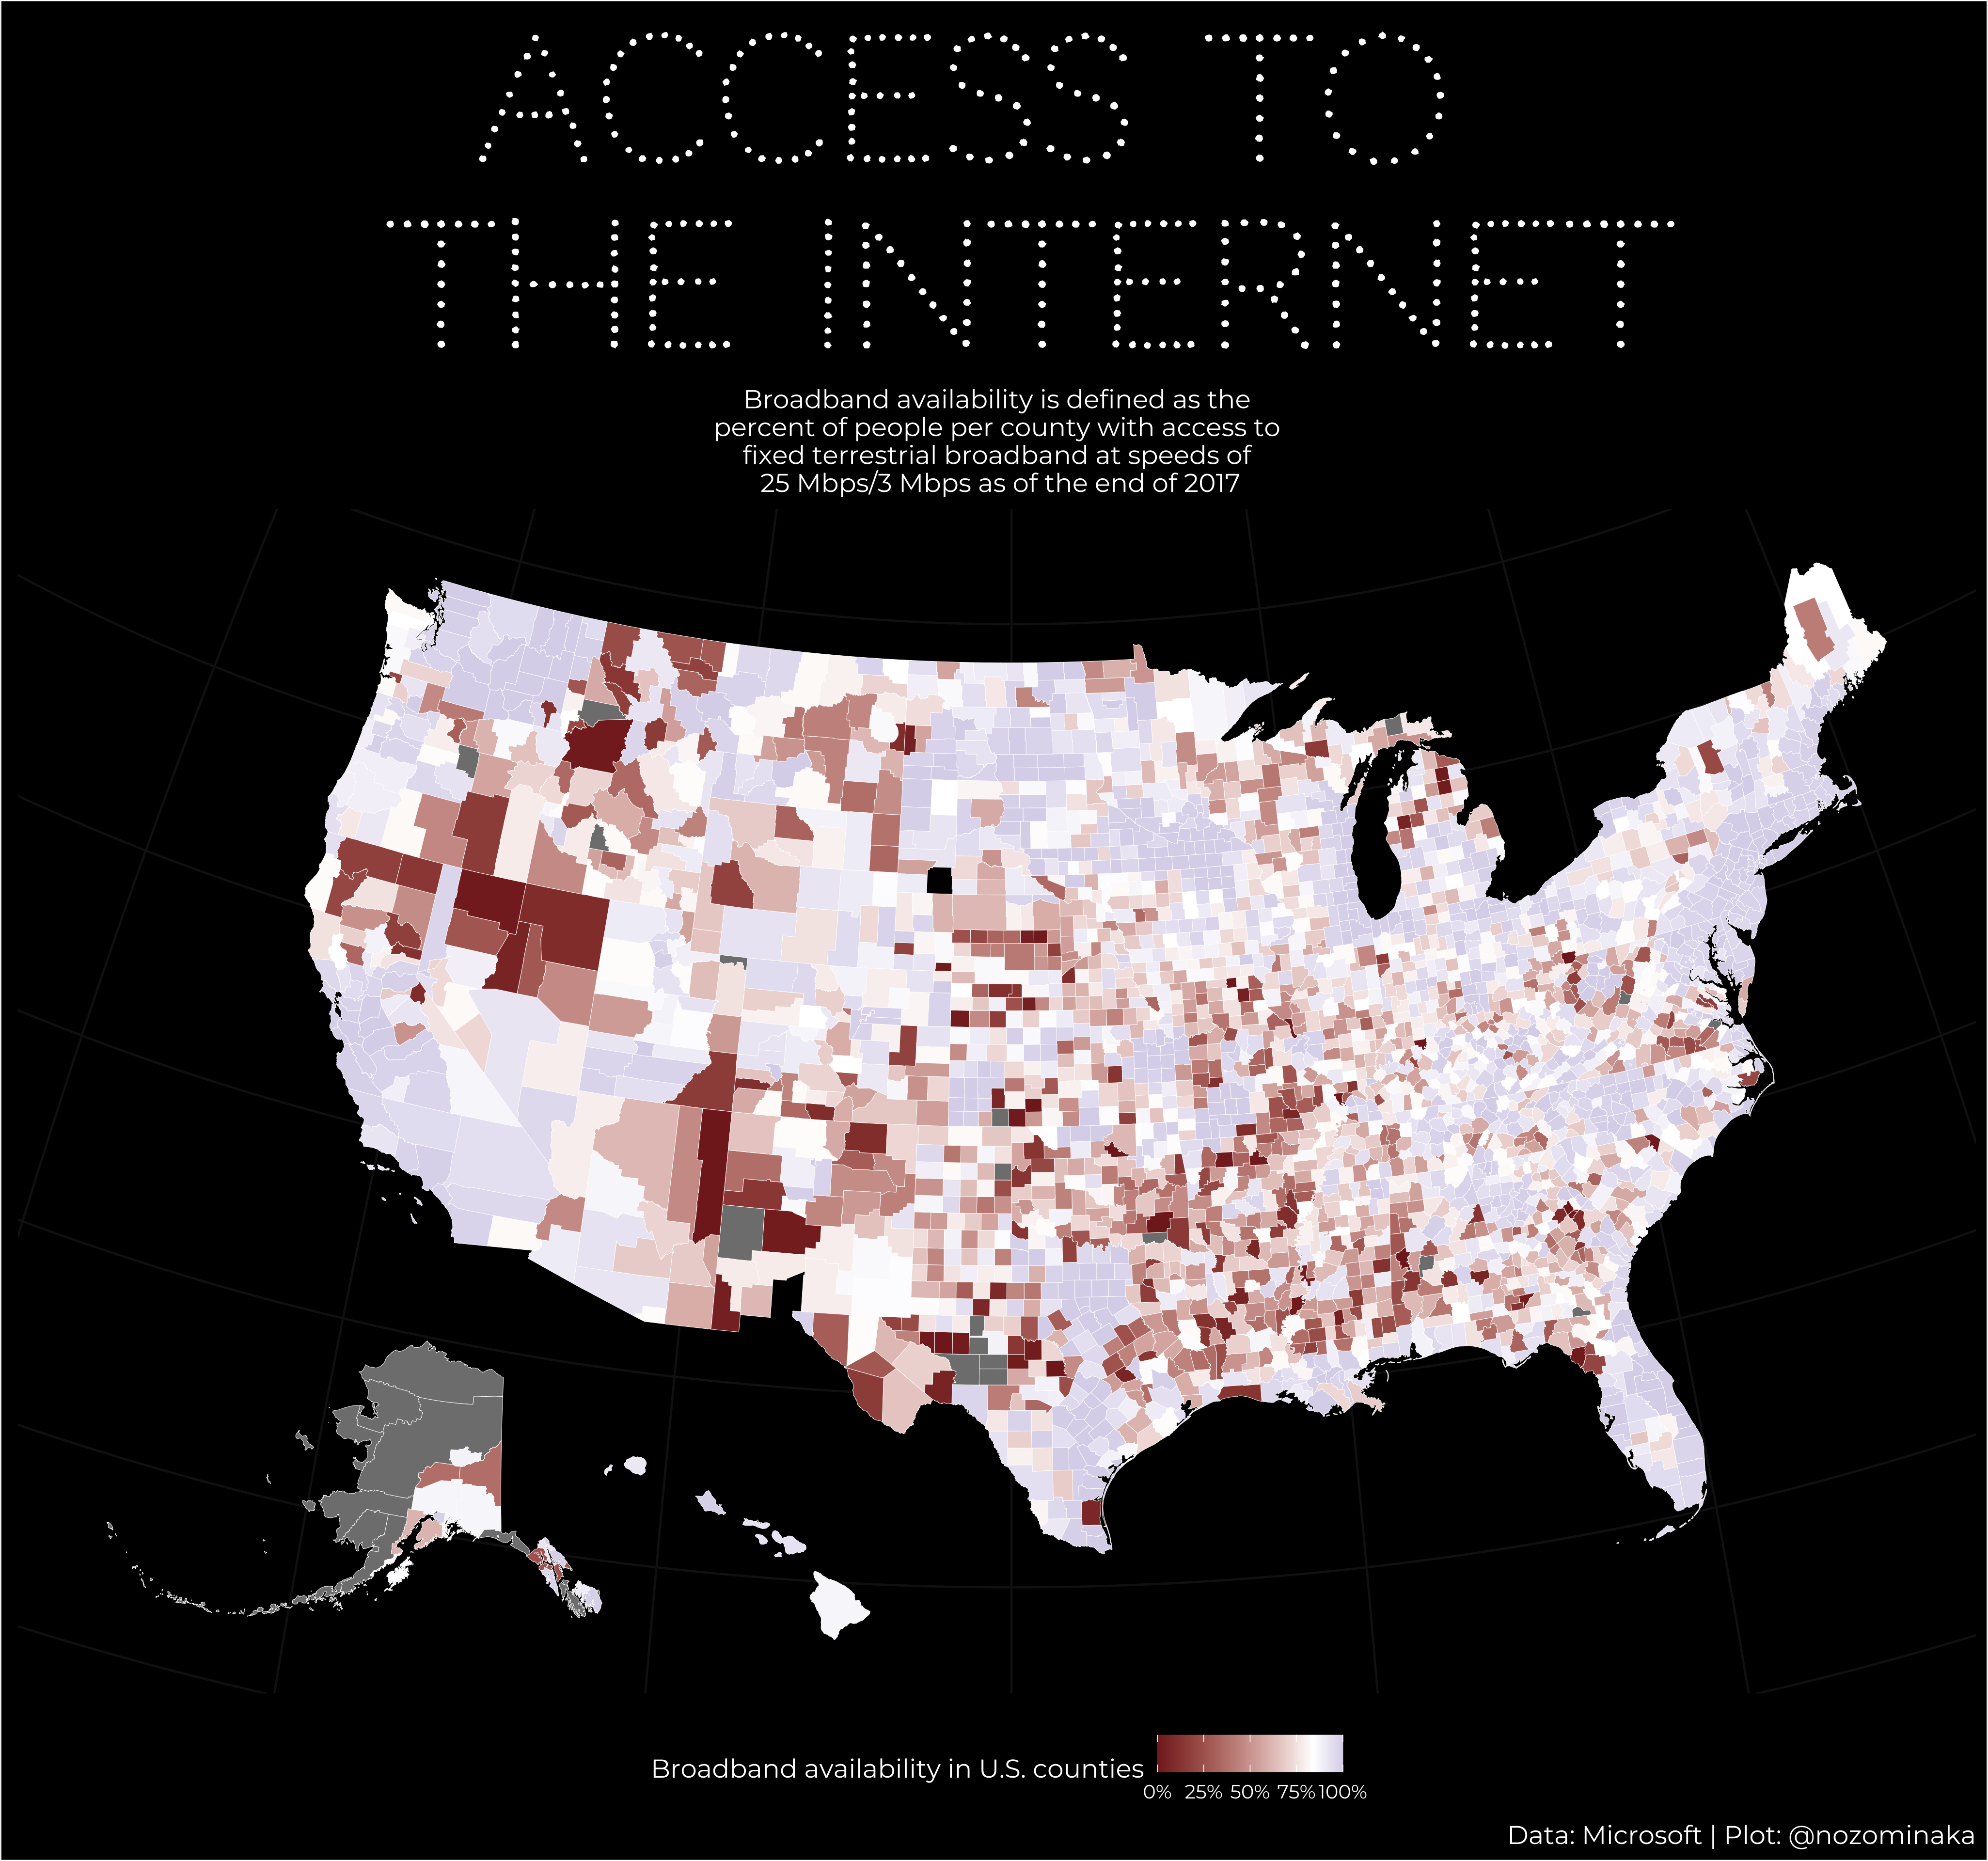 ACCESS TO
THE INTERNET
Broadband availability is defined as the
percent of people per county with access to
fixed terrestrial broadband at speeds of
25 Mbps/3 Mbps as of the end of 2017
Broadband availability in U.S. counties
0% 25% 50% 75% 100%
Data: Microsoft | Plot: @nozominaka